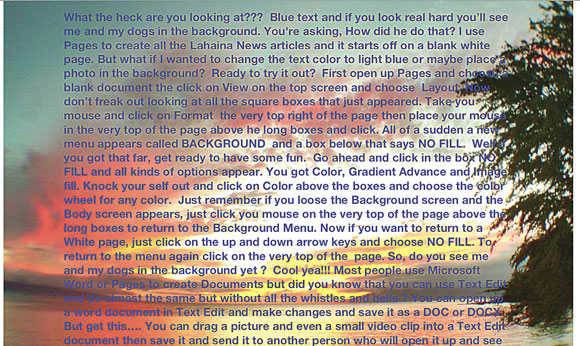 What the heck are you looking at???  Blue text and if you look real hard you'll see
me and my dogs in the background. You're asking, How did he do that? I use
Pages to create all the Lahaina News articles and it starts off on a blank white
page. But what if I wanted to change the text color to light blue or maybe place a
photo in the background?  Ready to try it out?  First open up Pages and choose a
blank document the click on View on the top screen and choose  Layout. Now
don't freak out looking at all the square boxes that just appeared. Take you
mouse and click on Format  the very top right of the page then place your mouse
in the very top of the page above he long boxes and click. All of a sudden a new
menu appears called BACKGROUND  and a box below that says NO FILL.  Well if
you got that far, get ready to have some fun.  Go ahead and click in the box NO
FILL and all kinds of options appear. You got Color, Gradient Advance and Image
fill. Knock your self out and click on Color above the boxes and choose the color
wheel for any color.  Just remember if you loose the Background screen and the
Body screen appears, just click you mouse on the very top of the page above the
long boxes to return to the Background Menu. Now if you want to return to a
White page, just click on the up and down arrow keys and choose NO FILL. To
return to the menu again click on the very top of the  page. So, do you see me
and my dogs in the background yet ?  Cool yea!!! Most people use Microsoft
Word or Pages to create Documents but did you know that you can use Text Edit
and its almost the same but without all the whistles and bells ? You can open up
a word document in Text Edit and make changes and save it as a DOC or DOCX.
But get this.... You can drag a picture and even a small video clip into a Text Edit
document then save it and send it to another person who will open it up and see